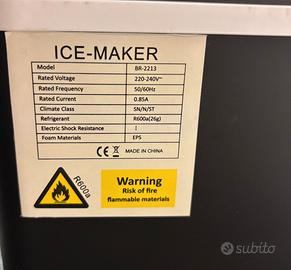 ICE-MAKER
Model BR-2213
Rated Voltage 220-240V~
Rated Frequency 50/60Hz
Rated Current 0.85A
Climate Class SN/N/ST
Refrigerant R600a(26g)
Electric Shock Resistance I
Foam Materials EPS
CE MADE IN CHINA
R600a
Warning
Risk of fire
flammable materials
subito